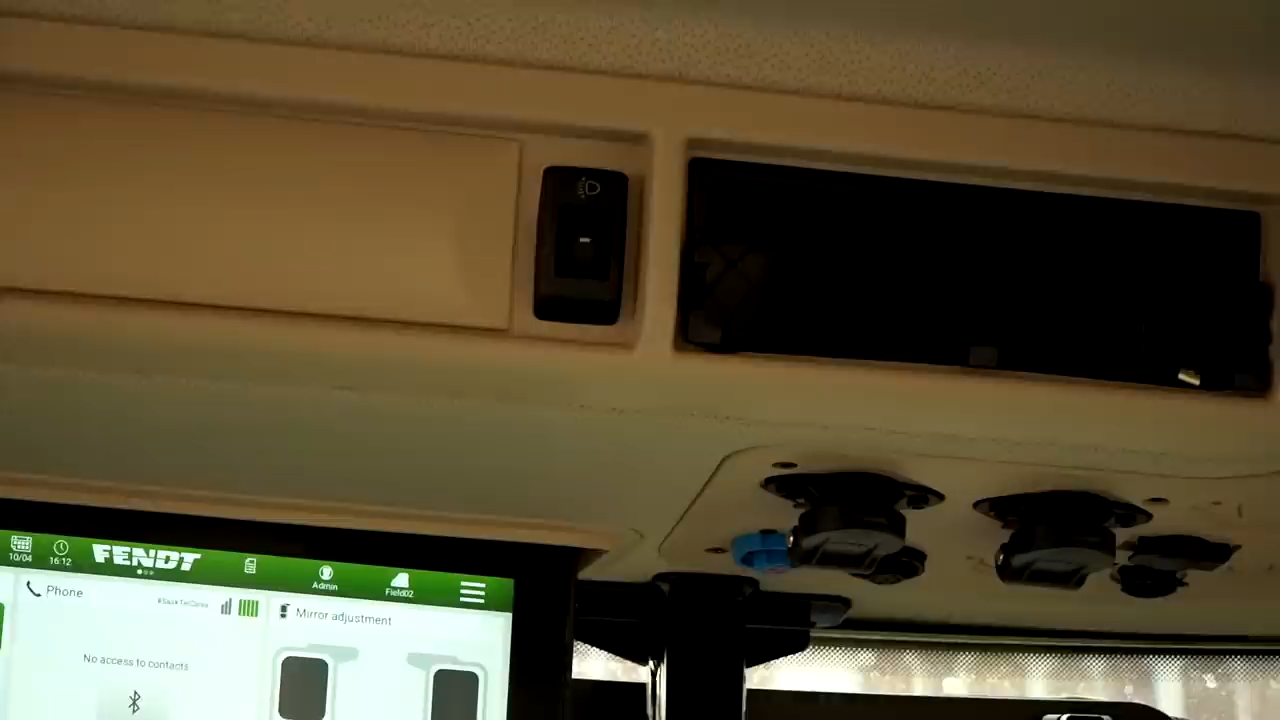 10/04
16:12
FENDT
Admin
Field02
Phone
Mirror adjustment
No access to contacts